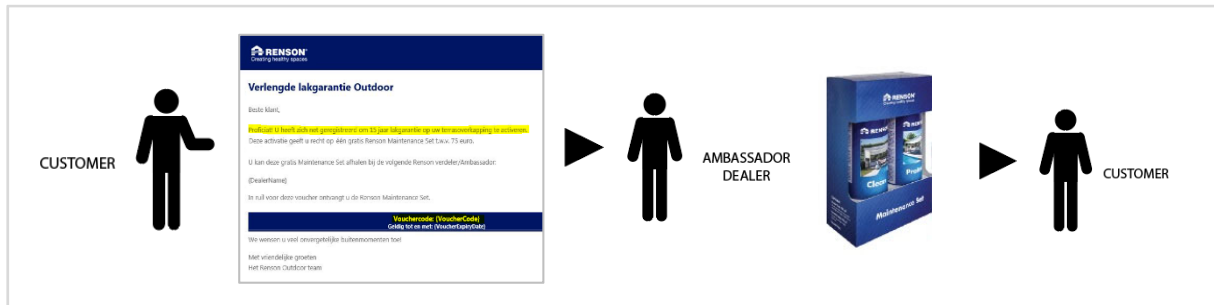 CUSTOMER
RENSON
Creating healthy spaces
Verlengde lakgarantie Outdoor
Beste klant,
Proficiat! U heeft zich net geregistreerd om 15 jaar lakgarantie op uw terrasoverkapping te activeren.
Deze activatie geeft u recht op één gratis Renson Maintenance Set t.w.v. 75 euro.
U kan deze gratis Maintenance Set afhalen bij de volgende Renson verdeler/Ambassador:
{DealerName}
In ruil voor deze voucher ontvangt u de Renson Maintenance Set.
Vouchercode: {VoucherCode}
Geldig tot en met: {VoucherExpiryDate}
We wensen u veel onvergetelijke buitenmomenten toe!
Met vriendelijke groeten
Het Renson Outdoor team
AMBASSADOR
DEALER
RENSON
RENSON
Clean
Maintenance Set
CUSTOMER